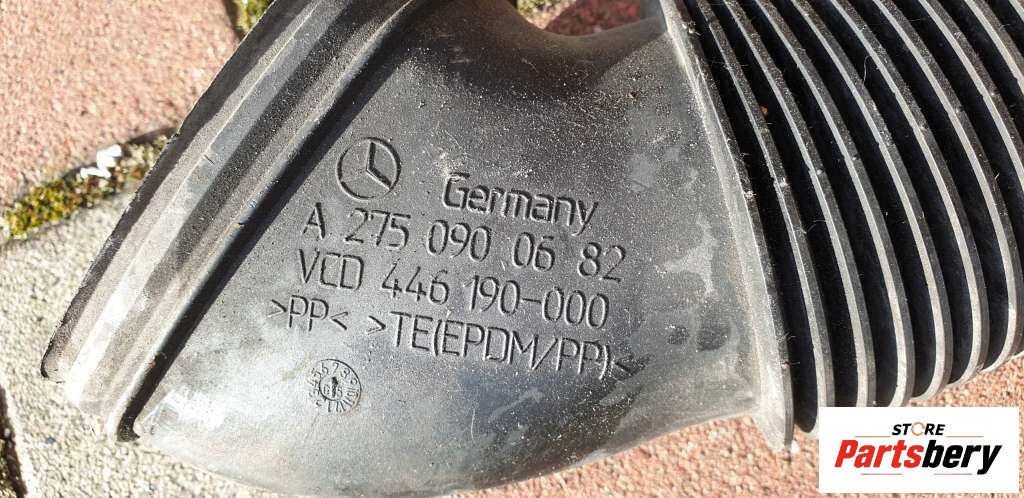 Germany
A 275 090 06 82
VCD 446 190-000
>PP< >TE(EPDM/PP)<
STORE
Partsbery